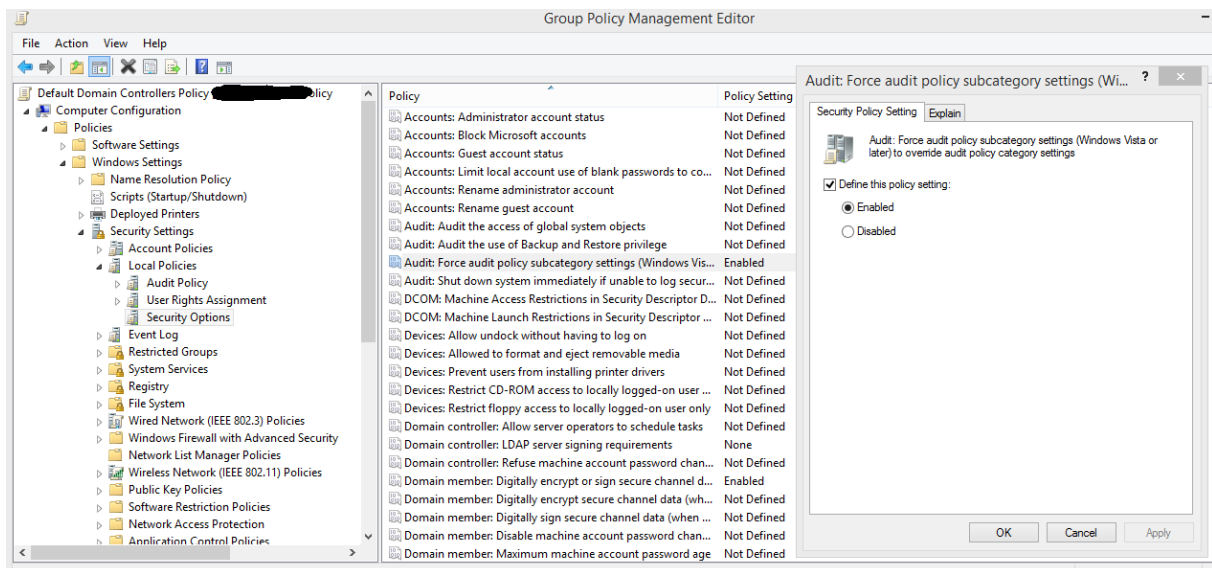 Group Policy Management Editor
File Action View Help
Default Domain Controllers Policy olicy
Computer Configuration
Policies
Software Settings
Windows Settings
Name Resolution Policy
Scripts (Startup/Shutdown)
Deployed Printers
Security Settings
Account Policies
Local Policies
Audit Policy
User Rights Assignment
Security Options
Event Log
Restricted Groups
System Services
Registry
File System
Wired Network (IEEE 802.3) Policies
Windows Firewall with Advanced Security
Network List Manager Policies
Wireless Network (IEEE 802.11) Policies
Public Key Policies
Software Restriction Policies
Network Access Protection
Application Control Policies
Policy Policy Setting
Accounts: Administrator account status Not Defined
Accounts: Block Microsoft accounts Not Defined
Accounts: Guest account status Not Defined
Accounts: Limit local account use of blank passwords to co... Not Defined
Accounts: Rename administrator account Not Defined
Accounts: Rename guest account Not Defined
Audit: Audit the access of global system objects Not Defined
Audit: Audit the use of Backup and Restore privilege Not Defined
Audit: Force audit policy subcategory settings (Windows Vis... Enabled
Audit: Shut down system immediately if unable to log secur... Not Defined
DCOM: Machine Access Restrictions in Security Descriptor D... Not Defined
DCOM: Machine Launch Restrictions in Security Descriptor ... Not Defined
Devices: Allow undock without having to log on Not Defined
Devices: Allowed to format and eject removable media Not Defined
Devices: Prevent users from installing printer drivers Not Defined
Devices: Restrict CD-ROM access to locally logged-on user ... Not Defined
Devices: Restrict floppy access to locally logged-on user only Not Defined
Domain controller: Allow server operators to schedule tasks Not Defined
Domain controller: LDAP server signing requirements None
Domain controller: Refuse machine account password chan... Not Defined
Domain member: Digitally encrypt or sign secure channel d... Enabled
Domain member: Digitally encrypt secure channel data (wh... Not Defined
Domain member: Digitally sign secure channel data (when ... Not Defined
Domain member: Disable machine account password chan... Not Defined
Domain member: Maximum machine account password age Not Defined
Audit: Force audit policy subcategory settings (Wi... ?
Security Policy Setting Explain
Audit: Force audit policy subcategory settings (Windows Vista or
later) to override audit policy category settings
Define this policy setting:
Enabled
Disabled
OK Cancel Apply